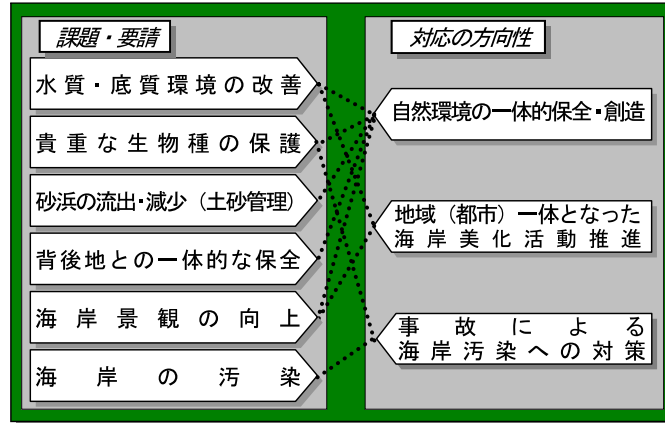 課題・要請
水質・底質環境の改善
貴重な生物種の保護
砂浜の流出・減少（土砂管理）
背後地との一体的な保全
海岸景観の向上
海岸の汚染
対応の方向性
自然環境の一体的保全・創造
地域（都市）一体となった
海岸美化活動推進
事故による
海岸汚染への対策